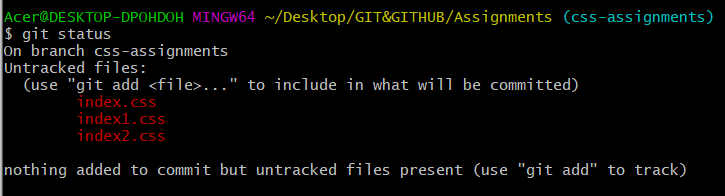 Acer@DESKTOP-DPOHDOH MINGW64 ~/Desktop/GIT&GITHUB/Assignments (css-assignments)
$ git status
On branch css-assignments
Untracked files:
  (use "git add <file>..." to include in what will be committed)
        index.css
        index1.css
        index2.css

nothing added to commit but untracked files present (use "git add" to track)